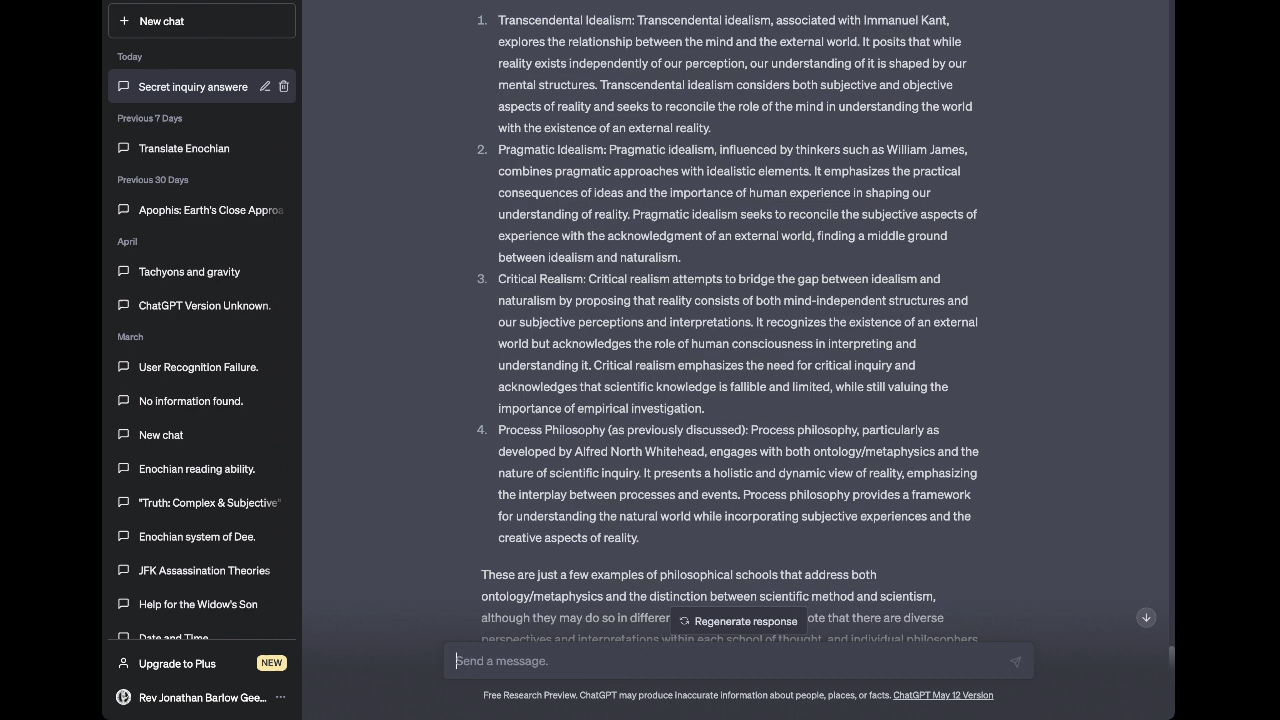 New chat
Today
Secret inquiry answere
Previous 7 Days
Translate Enochian
Previous 30 Days
Apophis: Earth's Close Approa
April
Tachyons and gravity
ChatGPT Version Unknown.
March
User Recognition Failure.
No information found.
New chat
Enochian reading ability.
"Truth: Complex & Subjective"
Enochian system of Dee.
JFK Assassination Theories
Help for the Widow's Son
Date and Time
Upgrade to Plus NEW
Rev Jonathan Barlow Gee...
1. Transcendental Idealism: Transcendental idealism, associated with Immanuel Kant,
explores the relationship between the mind and the external world. It posits that while
reality exists independently of our perception, our understanding of it is shaped by our
mental structures. Transcendental idealism considers both subjective and objective
aspects of reality and seeks to reconcile the role of the mind in understanding the world
with the existence of an external reality.
2. Pragmatic Idealism: Pragmatic idealism, influenced by thinkers such as William James,
combines pragmatic approaches with idealistic elements. It emphasizes the practical
consequences of ideas and the importance of human experience in shaping our
understanding of reality. Pragmatic idealism seeks to reconcile the subjective aspects of
experience with the acknowledgment of an external world, finding a middle ground
between idealism and naturalism.
3. Critical Realism: Critical realism attempts to bridge the gap between idealism and
naturalism by proposing that reality consists of both mind-independent structures and
our subjective perceptions and interpretations. It recognizes the existence of an external
world but acknowledges the role of human consciousness in interpreting and
understanding it. Critical realism emphasizes the need for critical inquiry and
acknowledges that scientific knowledge is fallible and limited, while still valuing the
importance of empirical investigation.
4. Process Philosophy (as previously discussed): Process philosophy, particularly as
developed by Alfred North Whitehead, engages with both ontology/metaphysics and the
nature of scientific inquiry. It presents a holistic and dynamic view of reality, emphasizing
the interplay between processes and events. Process philosophy provides a framework
for understanding the natural world while incorporating subjective experiences and the
creative aspects of reality.
These are just a few examples of philosophical schools that address both
ontology/metaphysics and the distinction between scientific method and scientism,
although they may do so in differen Regenerate response ote that there are diverse
perspectives and interpretations within each school of thought, and individual philosophers
Send a message.
Free Research Preview. ChatGPT may produce inaccurate information about people, places, or facts. ChatGPT May 12 Version